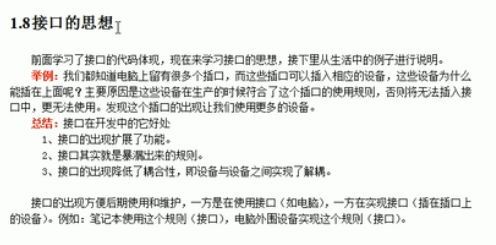 1.8接口的思想
前面学习了接口的代码体现，现在来学习接口的思想，接下里从生活中的例子进行说明。
举例：我们都知道电脑上留有很多个插口，而这些插口可以插入相应的设备，这些设备为什么
能插在上面呢？主要原因是这些设备在生产的时候符合了这个插口的使用规则，否则将无法插入接
口中，更无法使用。发现这个插口的出现让我们使用更多的设备。
总结：接口在开发中的它好处
1、接口的出现扩展了功能。
2、接口其实就是暴漏出来的规则。
3、接口的出现降低了耦合性，即设备与设备之间实现了解耦。
接口的出现方便后期使用和维护，一方是在使用接口（如电脑），一方在实现接口（插在插口上
的设备）。例如：笔记本使用这个规则（接口），电脑外围设备实现这个规则（接口）。